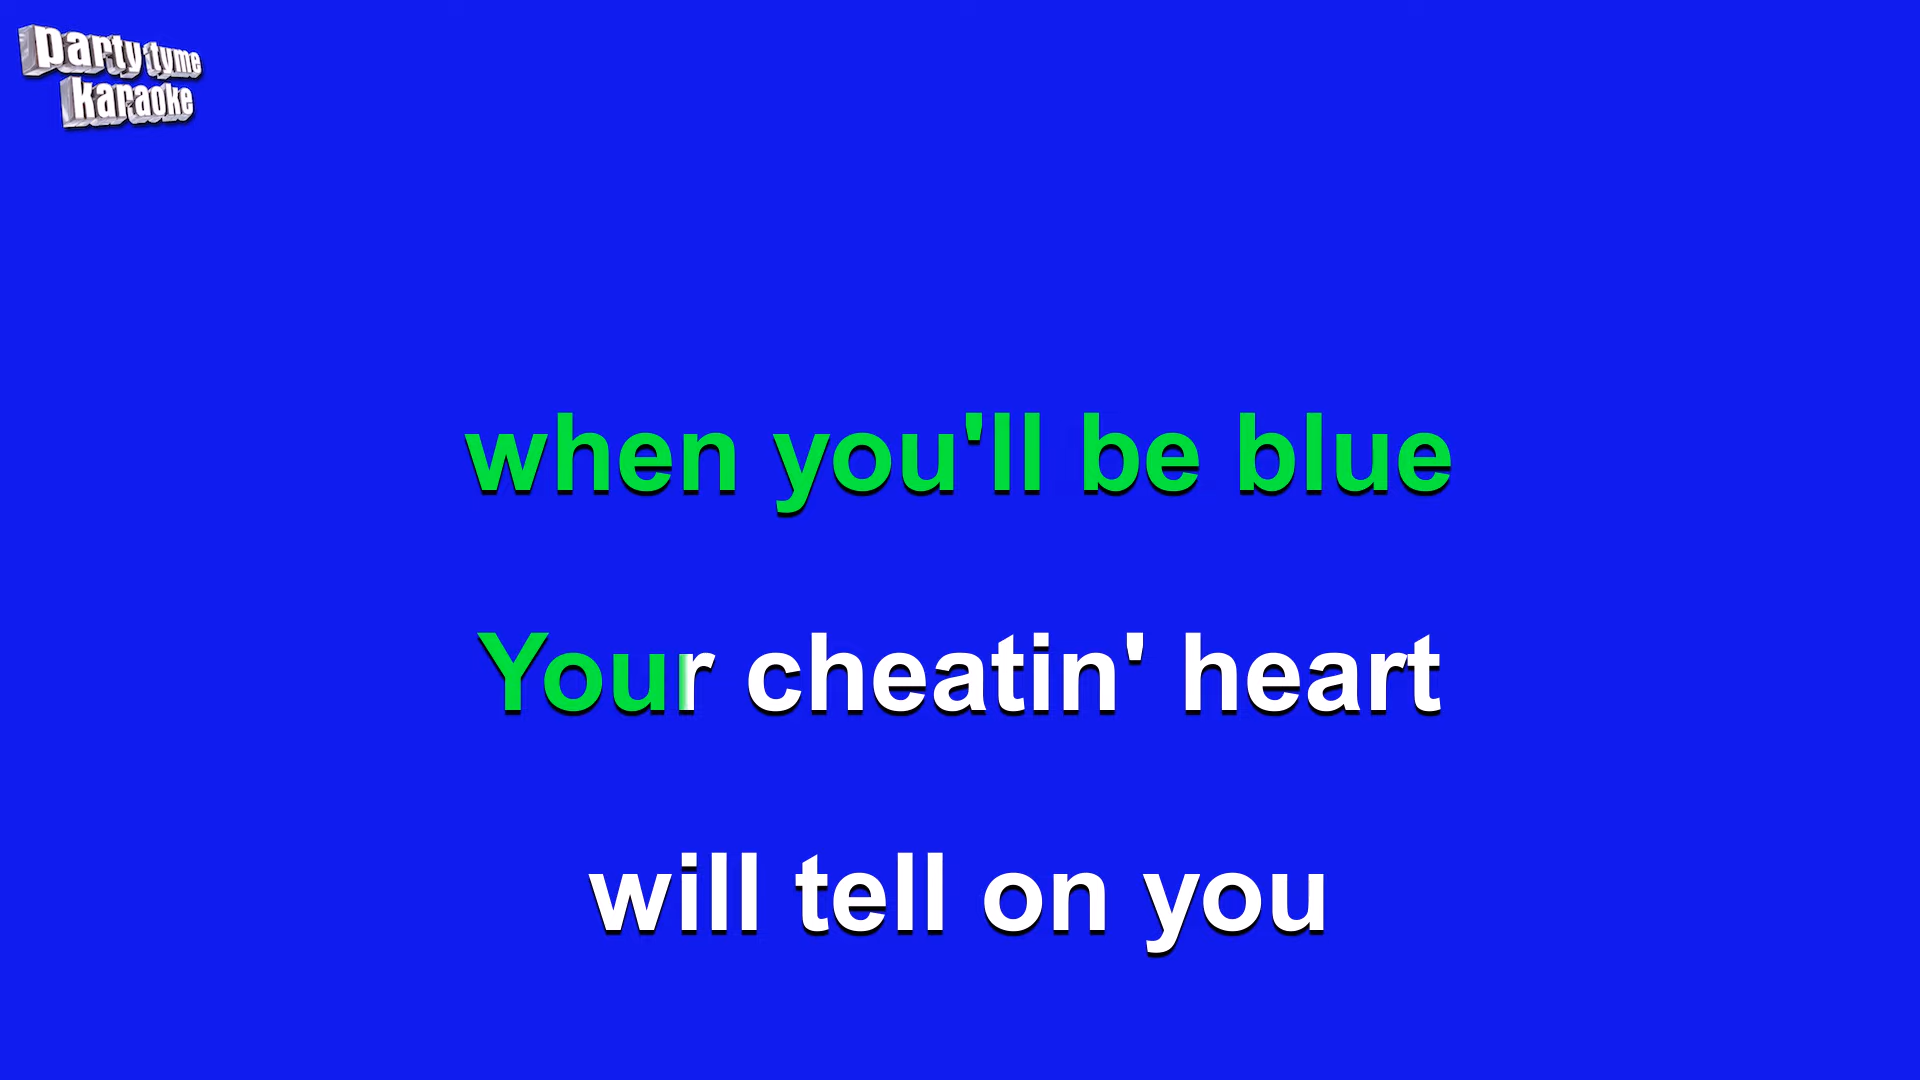 party tyme
karaoke
when you'll be blue
Your cheatin' heart
will tell on you